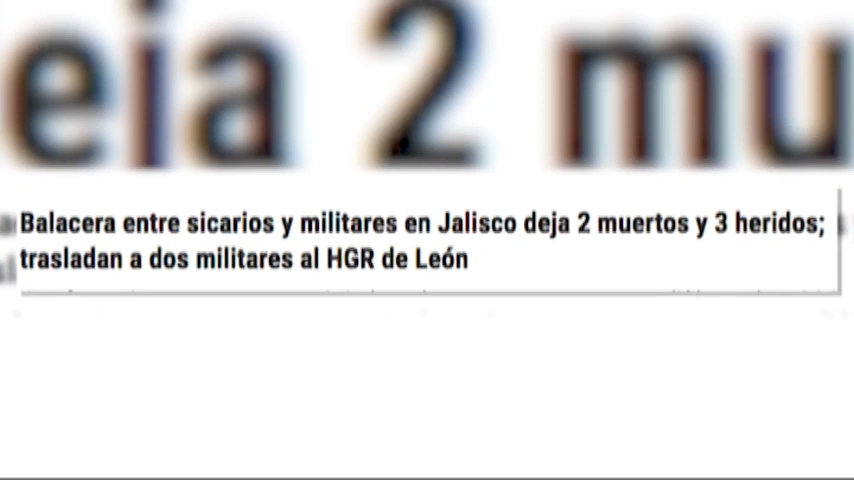 eja 2 mu
Balacera entre sicarios y militares en Jalisco deja 2 muertos y 3 heridos;
trasladan a dos militares al HGR de León